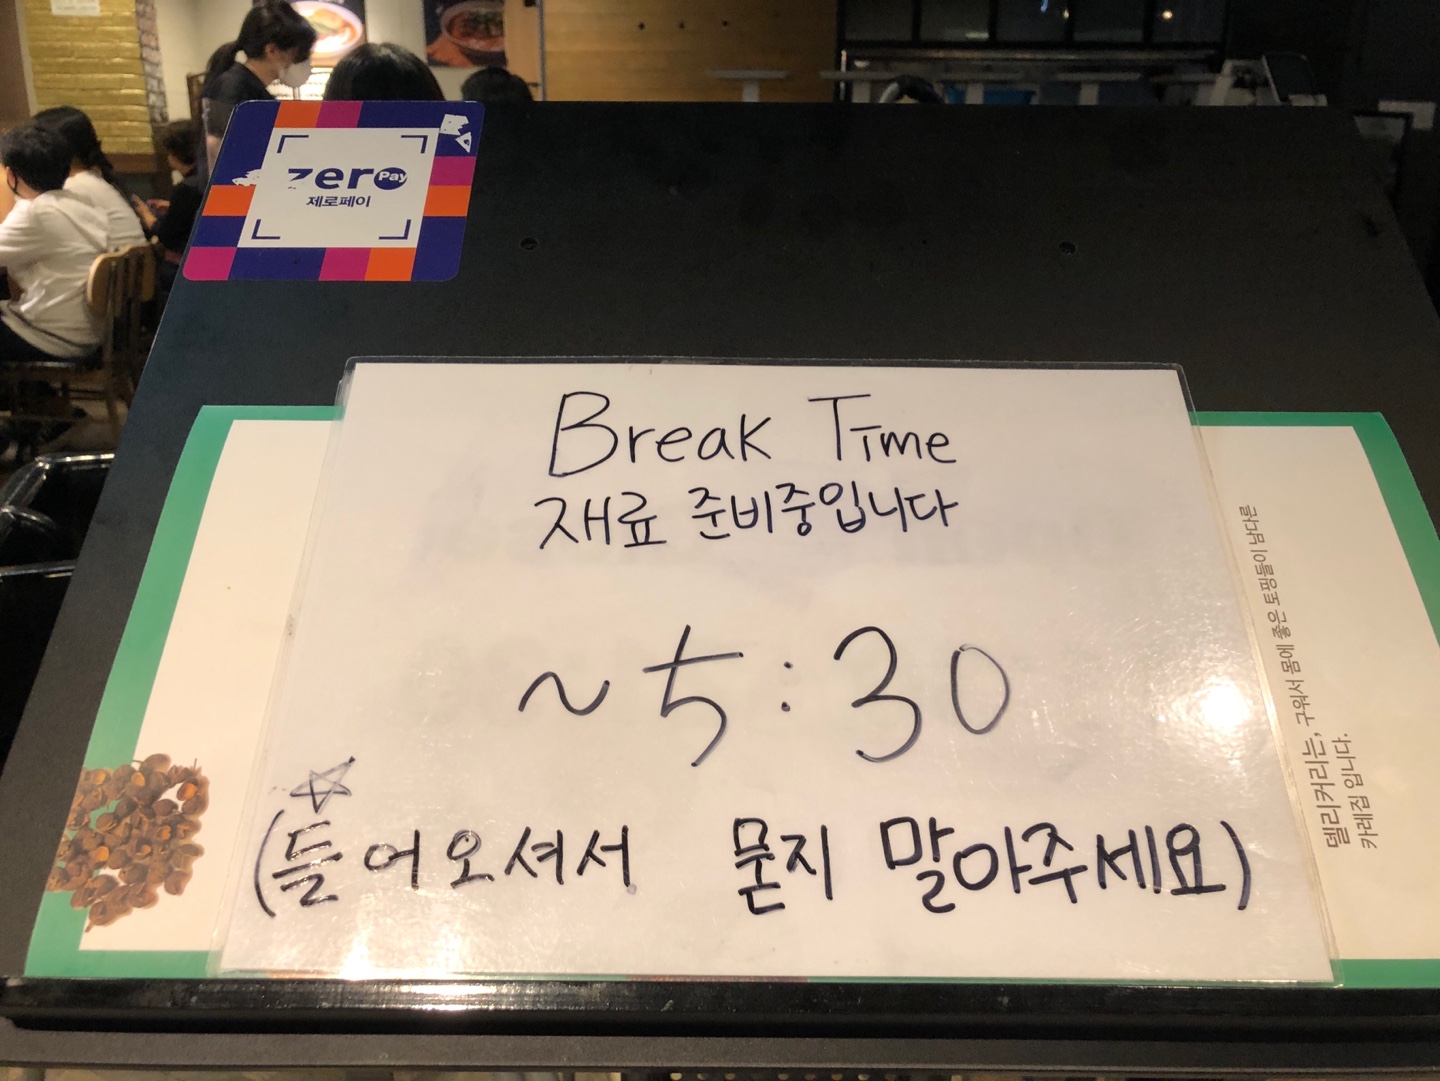 zero Pay
제로페이
Break Time
재료 준비중입니다
~5:30
(들어오셔서 묻지 말아주세요)
델리커리는, 구워서 몸에 좋은 토핑들이 남다른
카레집 입니다.